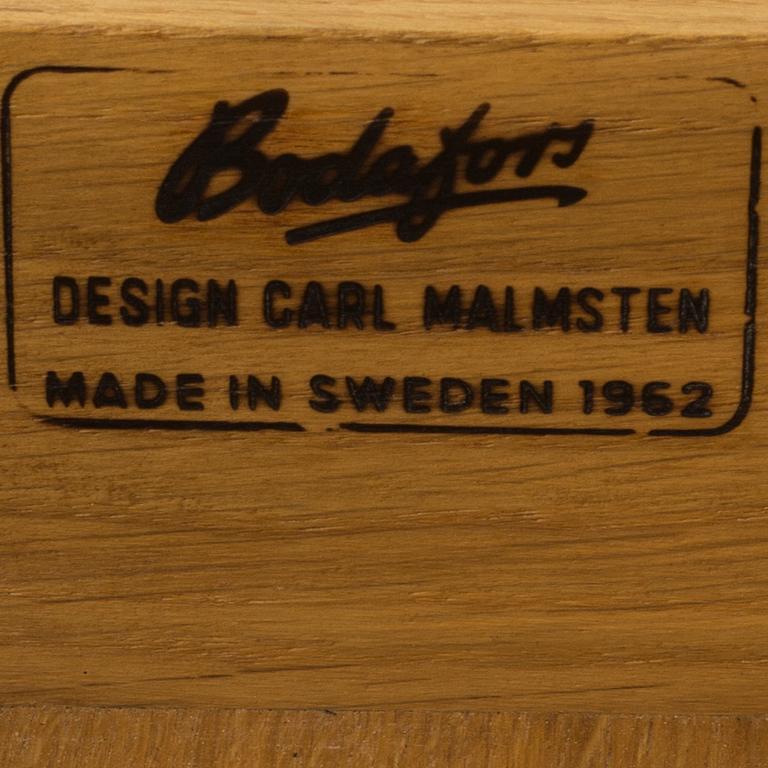 Bodafors
DESIGN CARL MALMSTEN
MADE IN SWEDEN 1962